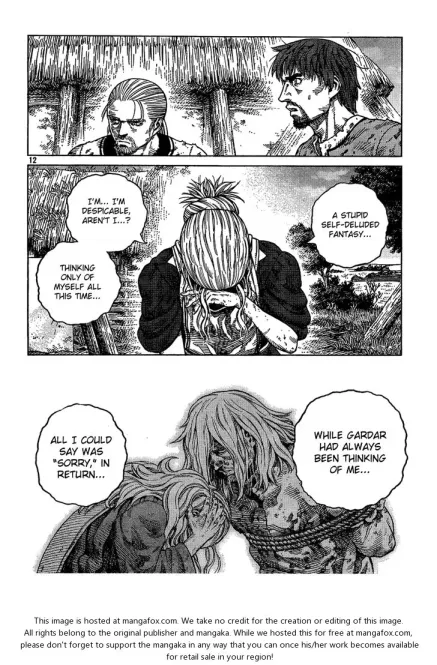 12
A STUPID
SELF-DELUDED
FANTASY...
I'M... I'M
DESPICABLE,
AREN'T I...?
THINKING
ONLY OF
MYSELF ALL
THIS TIME...
WHILE GARDAR
HAD ALWAYS
BEEN THINKING
OF ME...
ALL I COULD
SAY WAS
"SORRY," IN
RETURN...
This image is hosted at mangafox.com. We take no credit for the creation or editing of this image.
All rights belong to the original publisher and mangaka. While we hosted this for free at mangafox.com,
please don't forget to support the mangaka in any way that you can once his/her work becomes available
for retail sale in your region!